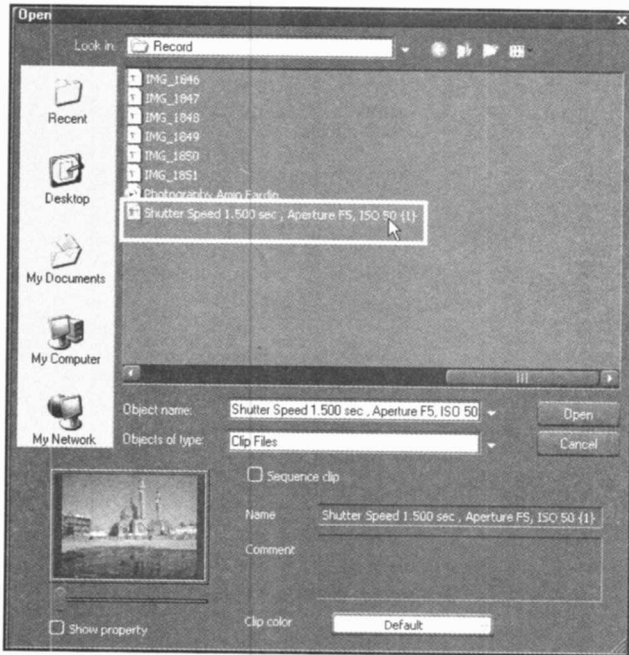 Open
Look in: Record
IMG_1846
IMG_1847
IMG_1848
IMG_1849
IMG_1850
IMG_1851
Photography Amin Fardin
Shutter Speed 1.500 sec , Aperture F5, ISO 50 {1}
Recent
Desktop
My Documents
My Computer
My Network
Object name: Shutter Speed 1.500 sec , Aperture F5, ISO 50
Open
Objects of type: Clip Files
Cancel
Sequence clip
Name Shutter Speed 1.500 sec , Aperture F5, ISO 50 {1}
Comment
Show property
Clip color Default